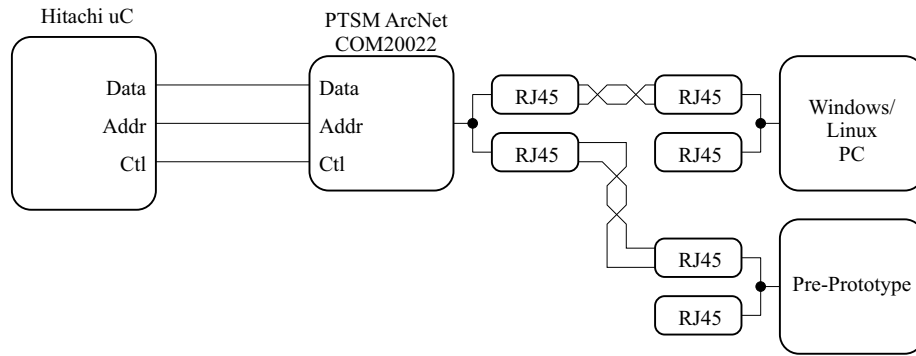 Hitachi uC
Data
Addr
Ctl
PTSM ArcNet
COM20022
Data
Addr
Ctl
RJ45
RJ45
RJ45
RJ45
Windows/
Linux
PC
RJ45
RJ45
Pre-Prototype